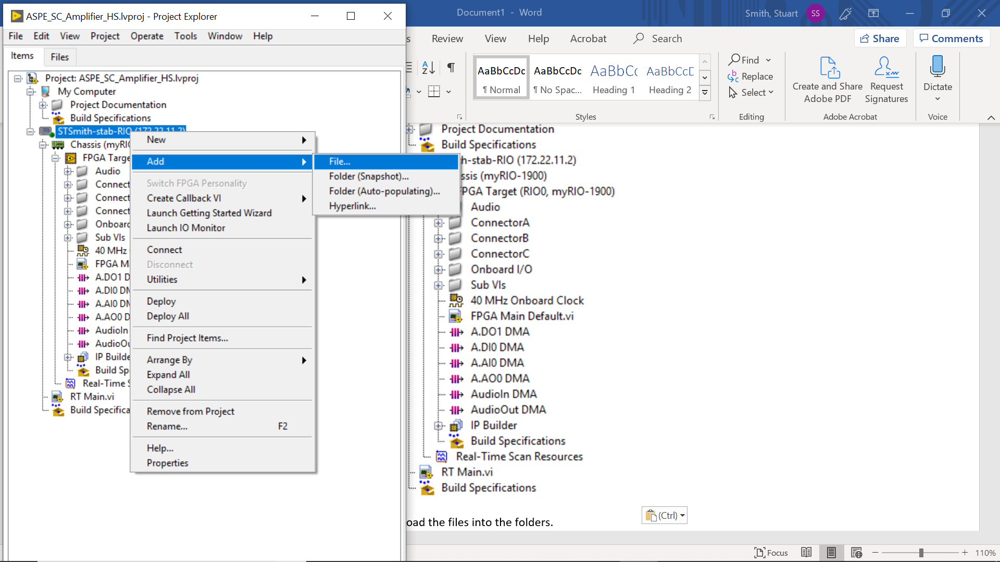 ASPE_SC_Amplifier_HS.lvproj - Project Explorer
File Edit View Project Operate Tools Window Help
Items Files
Project: ASPE_SC_Amplifier_HS.lvproj
My Computer
Project Documentation
Build Specifications
STSmith-stab-RIO (172.22.11.2)
Chassis (myRIO
FPGA Targe
Audio
Connect
Connect
Connect
Onboard
Sub VIs
40 MHz
FPGA Ma
A.DO1 D
A.DI0 DM
A.AI0 DM
A.AO0 D
AudioIn
AudioOu
IP Builde
Build Spe
Real-Time S
RT Main.vi
Build Specifica
New
Add
Switch FPGA Personality
Create Callback VI
Launch Getting Started Wizard
Launch IO Monitor
Connect
Disconnect
Utilities
Deploy
Deploy All
Find Project Items...
Arrange By
Expand All
Collapse All
Remove from Project
Rename... F2
Help...
Properties
File...
Folder (Snapshot)...
Folder (Auto-populating)...
Hyperlink...
Document1 - Word
Smith, Stuart SS
s Review View Help Acrobat Search
Share Comments
AaBbCcDc AaBbCcDc AaBbCc AaBbCcD
¶ Normal ¶ No Spac... Heading 1 Heading 2
Styles
Find
Replace
Select
Editing
Create and Share
Adobe PDF
Request
Signatures
Adobe Acrobat
Dictate
Voice
Project Documentation
Build Specifications
h-stab-RIO (172.22.11.2)
ssis (myRIO-1900)
PGA Target (RIO0, myRIO-1900)
Audio
ConnectorA
ConnectorB
ConnectorC
Onboard I/O
Sub VIs
40 MHz Onboard Clock
FPGA Main Default.vi
A.DO1 DMA
A.DI0 DMA
A.AI0 DMA
A.AO0 DMA
AudioIn DMA
AudioOut DMA
IP Builder
Build Specifications
Real-Time Scan Resources
RT Main.vi
Build Specifications
(Ctrl)
oad the files into the folders.
Focus
110%